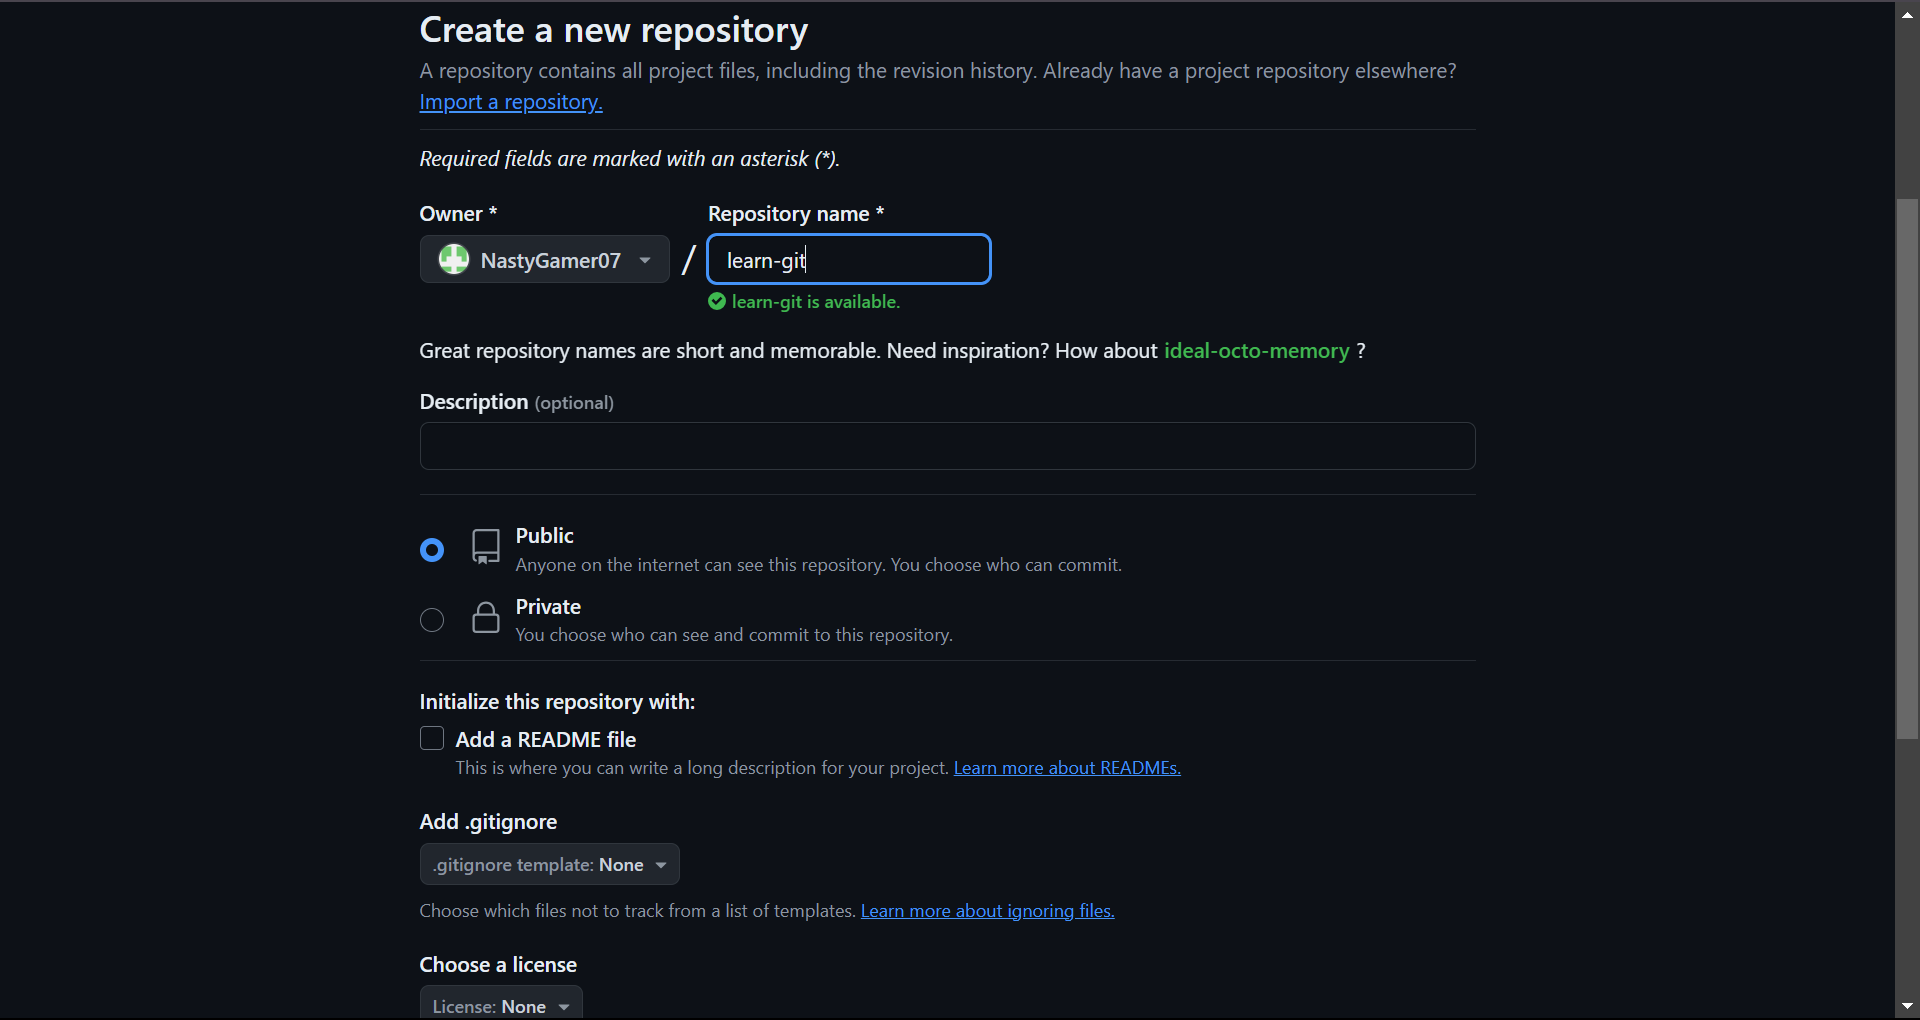 Create a new repository
A repository contains all project files, including the revision history. Already have a project repository elsewhere?
Import a repository.
Required fields are marked with an asterisk (*).
Owner *
Repository name *
NastyGamer07 / learn-git
learn-git is available.
Great repository names are short and memorable. Need inspiration? How about ideal-octo-memory ?
Description (optional)
Public
Anyone on the internet can see this repository. You choose who can commit.
Private
You choose who can see and commit to this repository.
Initialize this repository with:
Add a README file
This is where you can write a long description for your project. Learn more about READMEs.
Add .gitignore
.gitignore template: None
Choose which files not to track from a list of templates. Learn more about ignoring files.
Choose a license
License: None